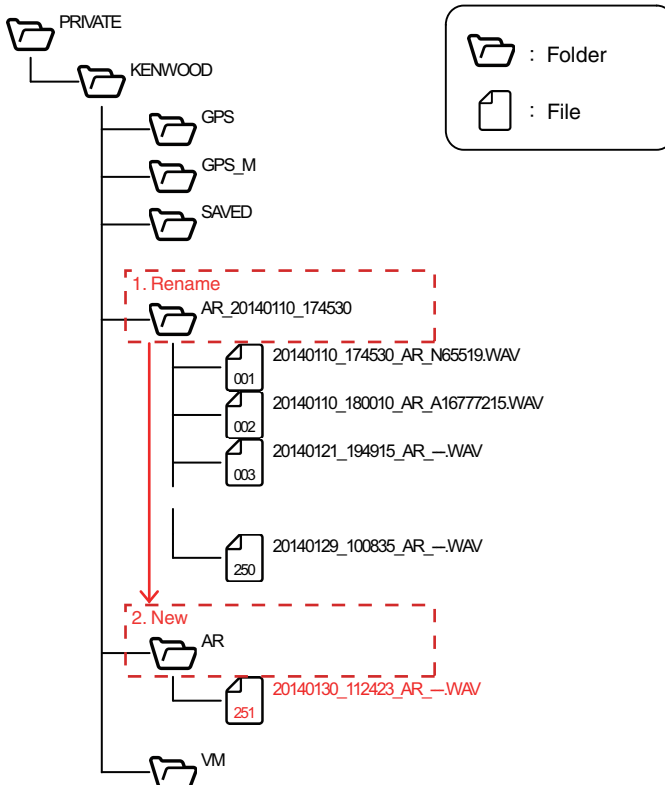 PRIVATE
KENWOOD
: Folder
: File
GPS
GPS_M
SAVED
1. Rename
AR_20140110_174530
20140110_174530_AR_N65519.WAV
001
20140110_180010_AR_A16777215.WAV
002
20140121_194915_AR_---.WAV
003
20140129_100835_AR_---.WAV
250
2. New
AR
20140130_112423_AR_---.WAV
251
VM